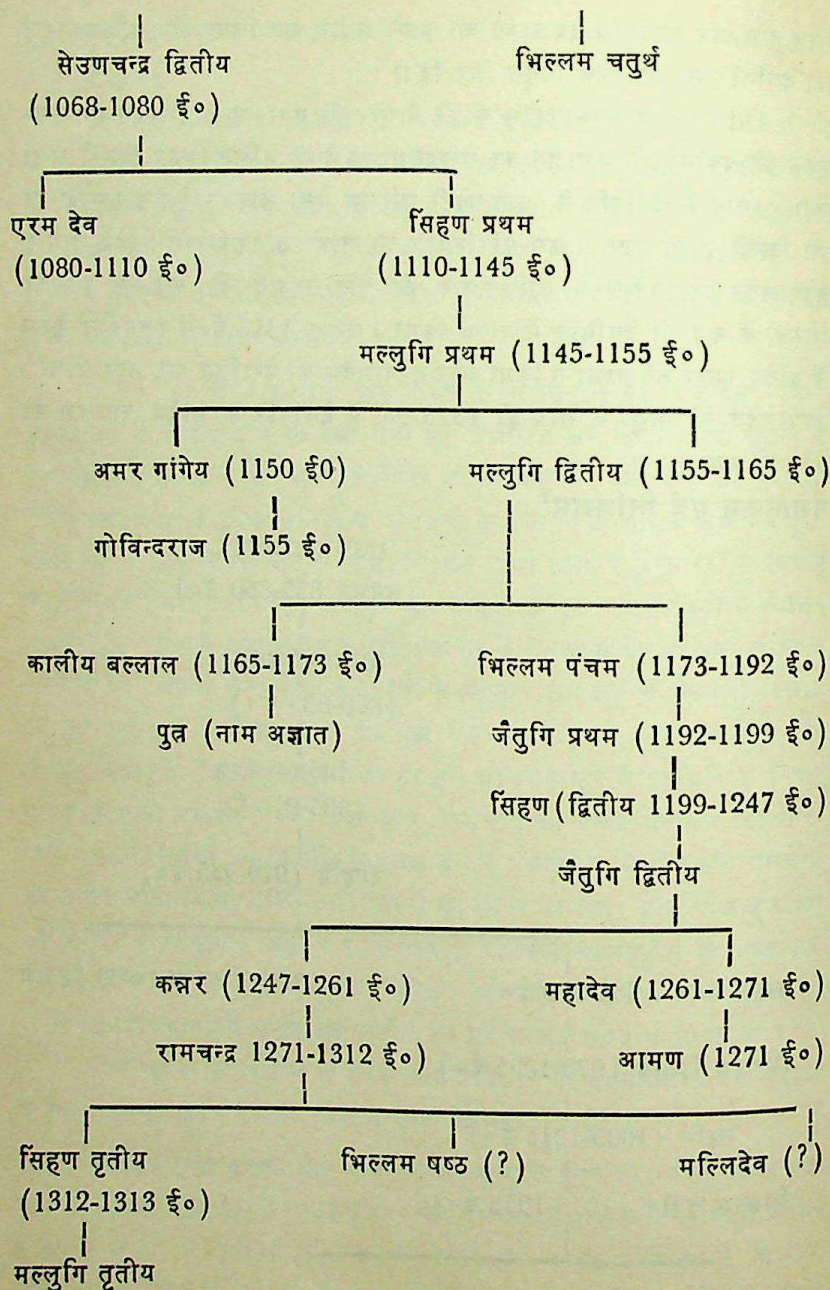 सेउणचन्द्र द्वितीय भिल्लम चतुर्थ
(1068-1080 ई०)
एरम देव सिंहण प्रथम
(1080-1110 ई०) (1110-1145 ई०)
मल्लुगि प्रथम (1145-1155 ई०)
अमर गांगेय (1150 ई0) मल्लुगि द्वितीय (1155-1165 ई०)
गोविन्दराज (1155 ई०)
कालीय बल्लाल (1165-1173 ई०) भिल्लम पंचम (1173-1192 ई०)
पुत्र (नाम अज्ञात) जैतुगि प्रथम (1192-1199 ई०)
सिंहण (द्वितीय 1199-1247 ई०)
जैतुगि द्वितीय
कन्नर (1247-1261 ई०) महादेव (1261-1271 ई०)
रामचन्द्र 1271-1312 ई०) आमण (1271 ई०)
सिंहण तृतीय भिल्लम षष्ठ (?) मल्लिदेव (?)
(1312-1313 ई०)
मल्लुगि तृतीय